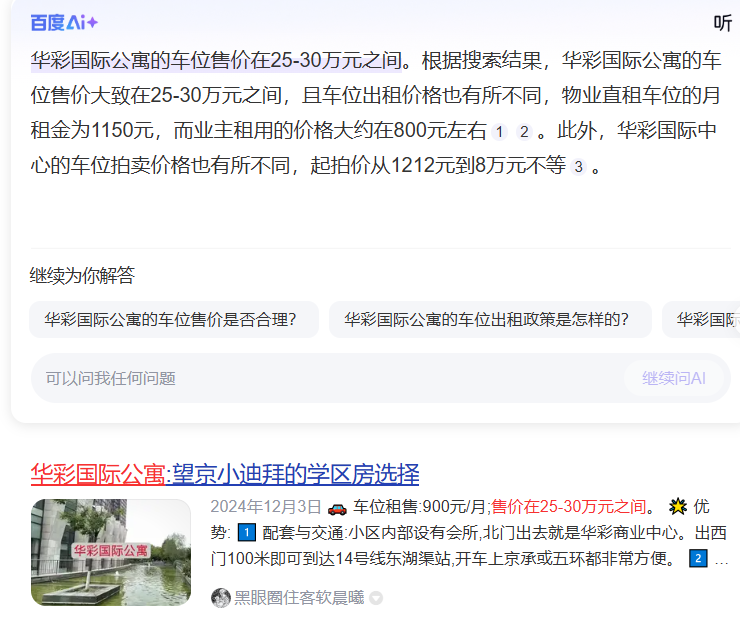 百度Ai+
听
华彩国际公寓的车位售价在25-30万元之间。根据搜索结果，华彩国际公寓的车
位售价大致在25-30万元之间，且车位出租价格也有所不同，物业直租车位的月
租金为1150元，而业主租用的价格大约在800元左右 1 2 。此外，华彩国际中
心的车位拍卖价格也有所不同，起拍价从1212元到8万元不等 3 。
继续为你解答
华彩国际公寓的车位售价是否合理?
华彩国际公寓的车位出租政策是怎样的?
华彩国际
可以问我任何问题
继续问AI
华彩国际公寓:望京小迪拜的学区房选择
华彩国际公寓
2024年12月3日 🚗 车位租售:900元/月;售价在25-30万元之间。 🌟 优
势: 1 配套与交通:小区内部设有会所,北门出去就是华彩商业中心。出西
门100米即可到达14号线东湖渠站,开车上京承或五环都非常方便。 2 ...
黑眼圈住客软晨曦